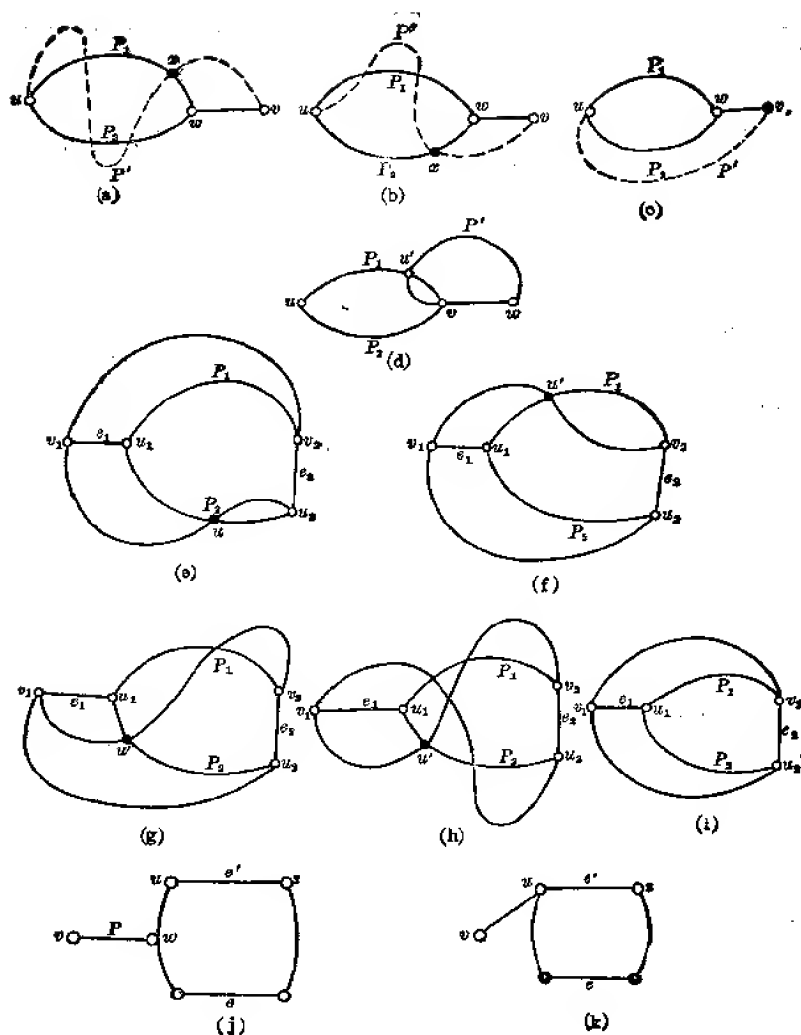 P₁ x
u w v
P₂
P′
(a)
P″
P₁
u w v
P₂ x
(b)
P₁
u w v.
P₂ P′
(c)
P′
P₁ u′
u v w
P₂
(d)
P₁
v₁ e₁ u₁ v₂
e₂
P₂
u u₂
(e)
u′ P₁
v₁ e₁ u₁ v₂
e₂
P₂ u₂
(f)
P₁
v₁ e₁ u₁ v₂
e₂
u′ P₂ u₂
(g)
P₁
v₁ e₁ u₁ v₂
e₂
u′ P₂ u₂
(h)
P₁
v₁ e₁ u₁ v₂
e₂
P₂ u₂
(i)
u e′ s
v P w
e
(j)
u e′ s
v
e
(k)